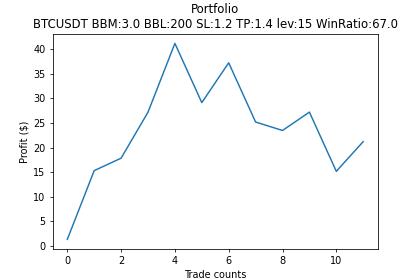 Portfolio
BTCUSDT BBM:3.0 BBL:200 SL:1.2 TP:1.4 lev:15 WinRatio:67.0
40
35
30
25
20
15
10
5
0
Profit ($)
0 2 4 6 8 10
Trade counts